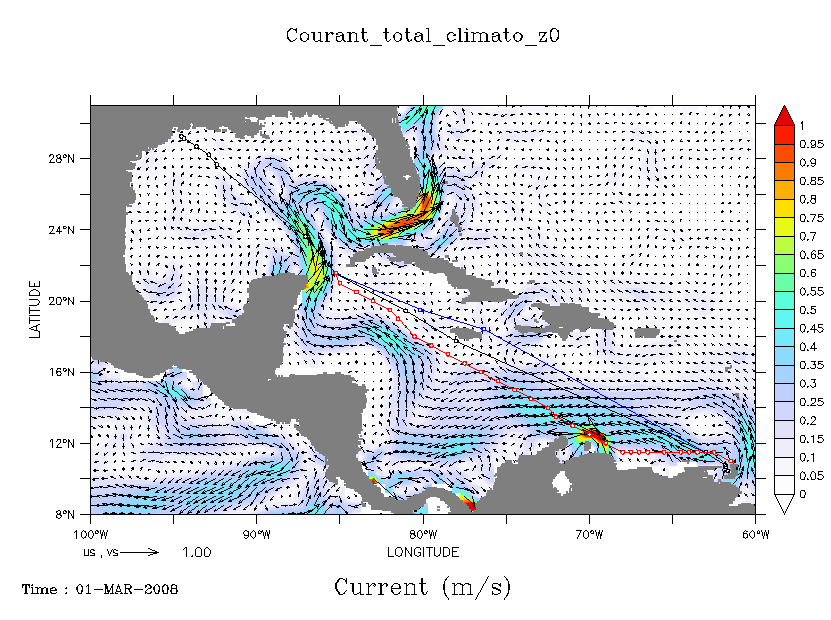 Courant_total_climato_z0
28°N
24°N
20°N
16°N
12°N
8°N
LATITUDE
100°W
90°W
80°W
70°W
60°W
LONGITUDE
1
0.95
0.9
0.85
0.8
0.75
0.7
0.65
0.6
0.55
0.5
0.45
0.4
0.35
0.3
0.25
0.2
0.15
0.1
0.05
0
us , vs 1.00
Time : 01-MAR-2008
Current (m/s)